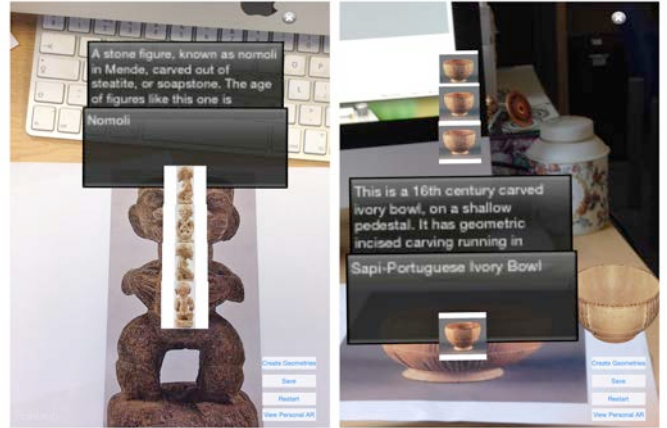 A stone figure, known as nomoli
in Mende, carved out of
steatite, or soapstone. The age
of figures like this one is
Nomoli
Create Geometries
Save
Restart
View Personal AR
This is a 16th century carved
ivory bowl, on a shallow
pedestal. It has geometric
incised carving running in
Sapi-Portuguese Ivory Bowl
Create Geometries
Save
Restart
View Personal AR